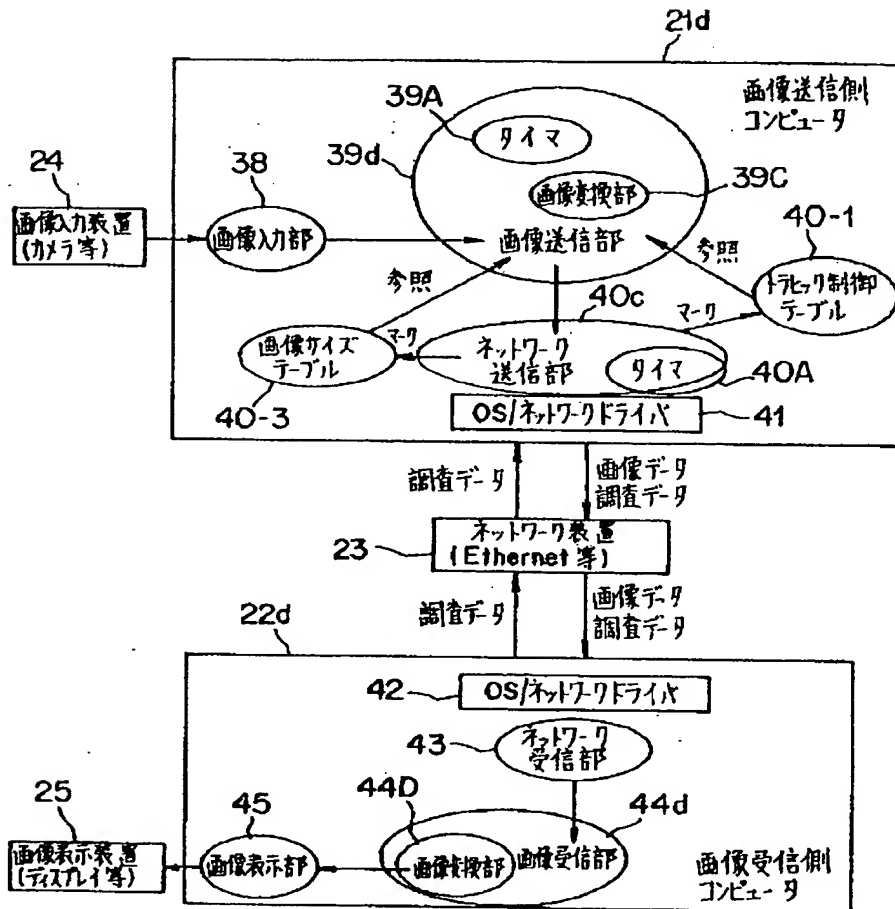 21d
画像送信側
コンピュータ
39A
タイマ
39d
39C
画像変換部
24
38
画像入力装置
(カメラ等)
画像入力部
画像送信部
40-1
参照
参照
トラヒック制御
テーブル
40c
マーク
マーク
画像サイズ
テーブル
ネットワーク
送信部
タイマ
40A
40-3
OS/ネットワークドライバ
41
調査データ
画像データ
調査データ
23
ネットワーク装置
(Ethernet等)
調査データ
画像データ
調査データ
22d
42
OS/ネットワークドライバ
43
ネットワーク
受信部
25
45
44D
44d
画像表示装置
(ディスプレイ等)
画像表示部
画像変換部
画像受信部
画像受信側
コンピュータ